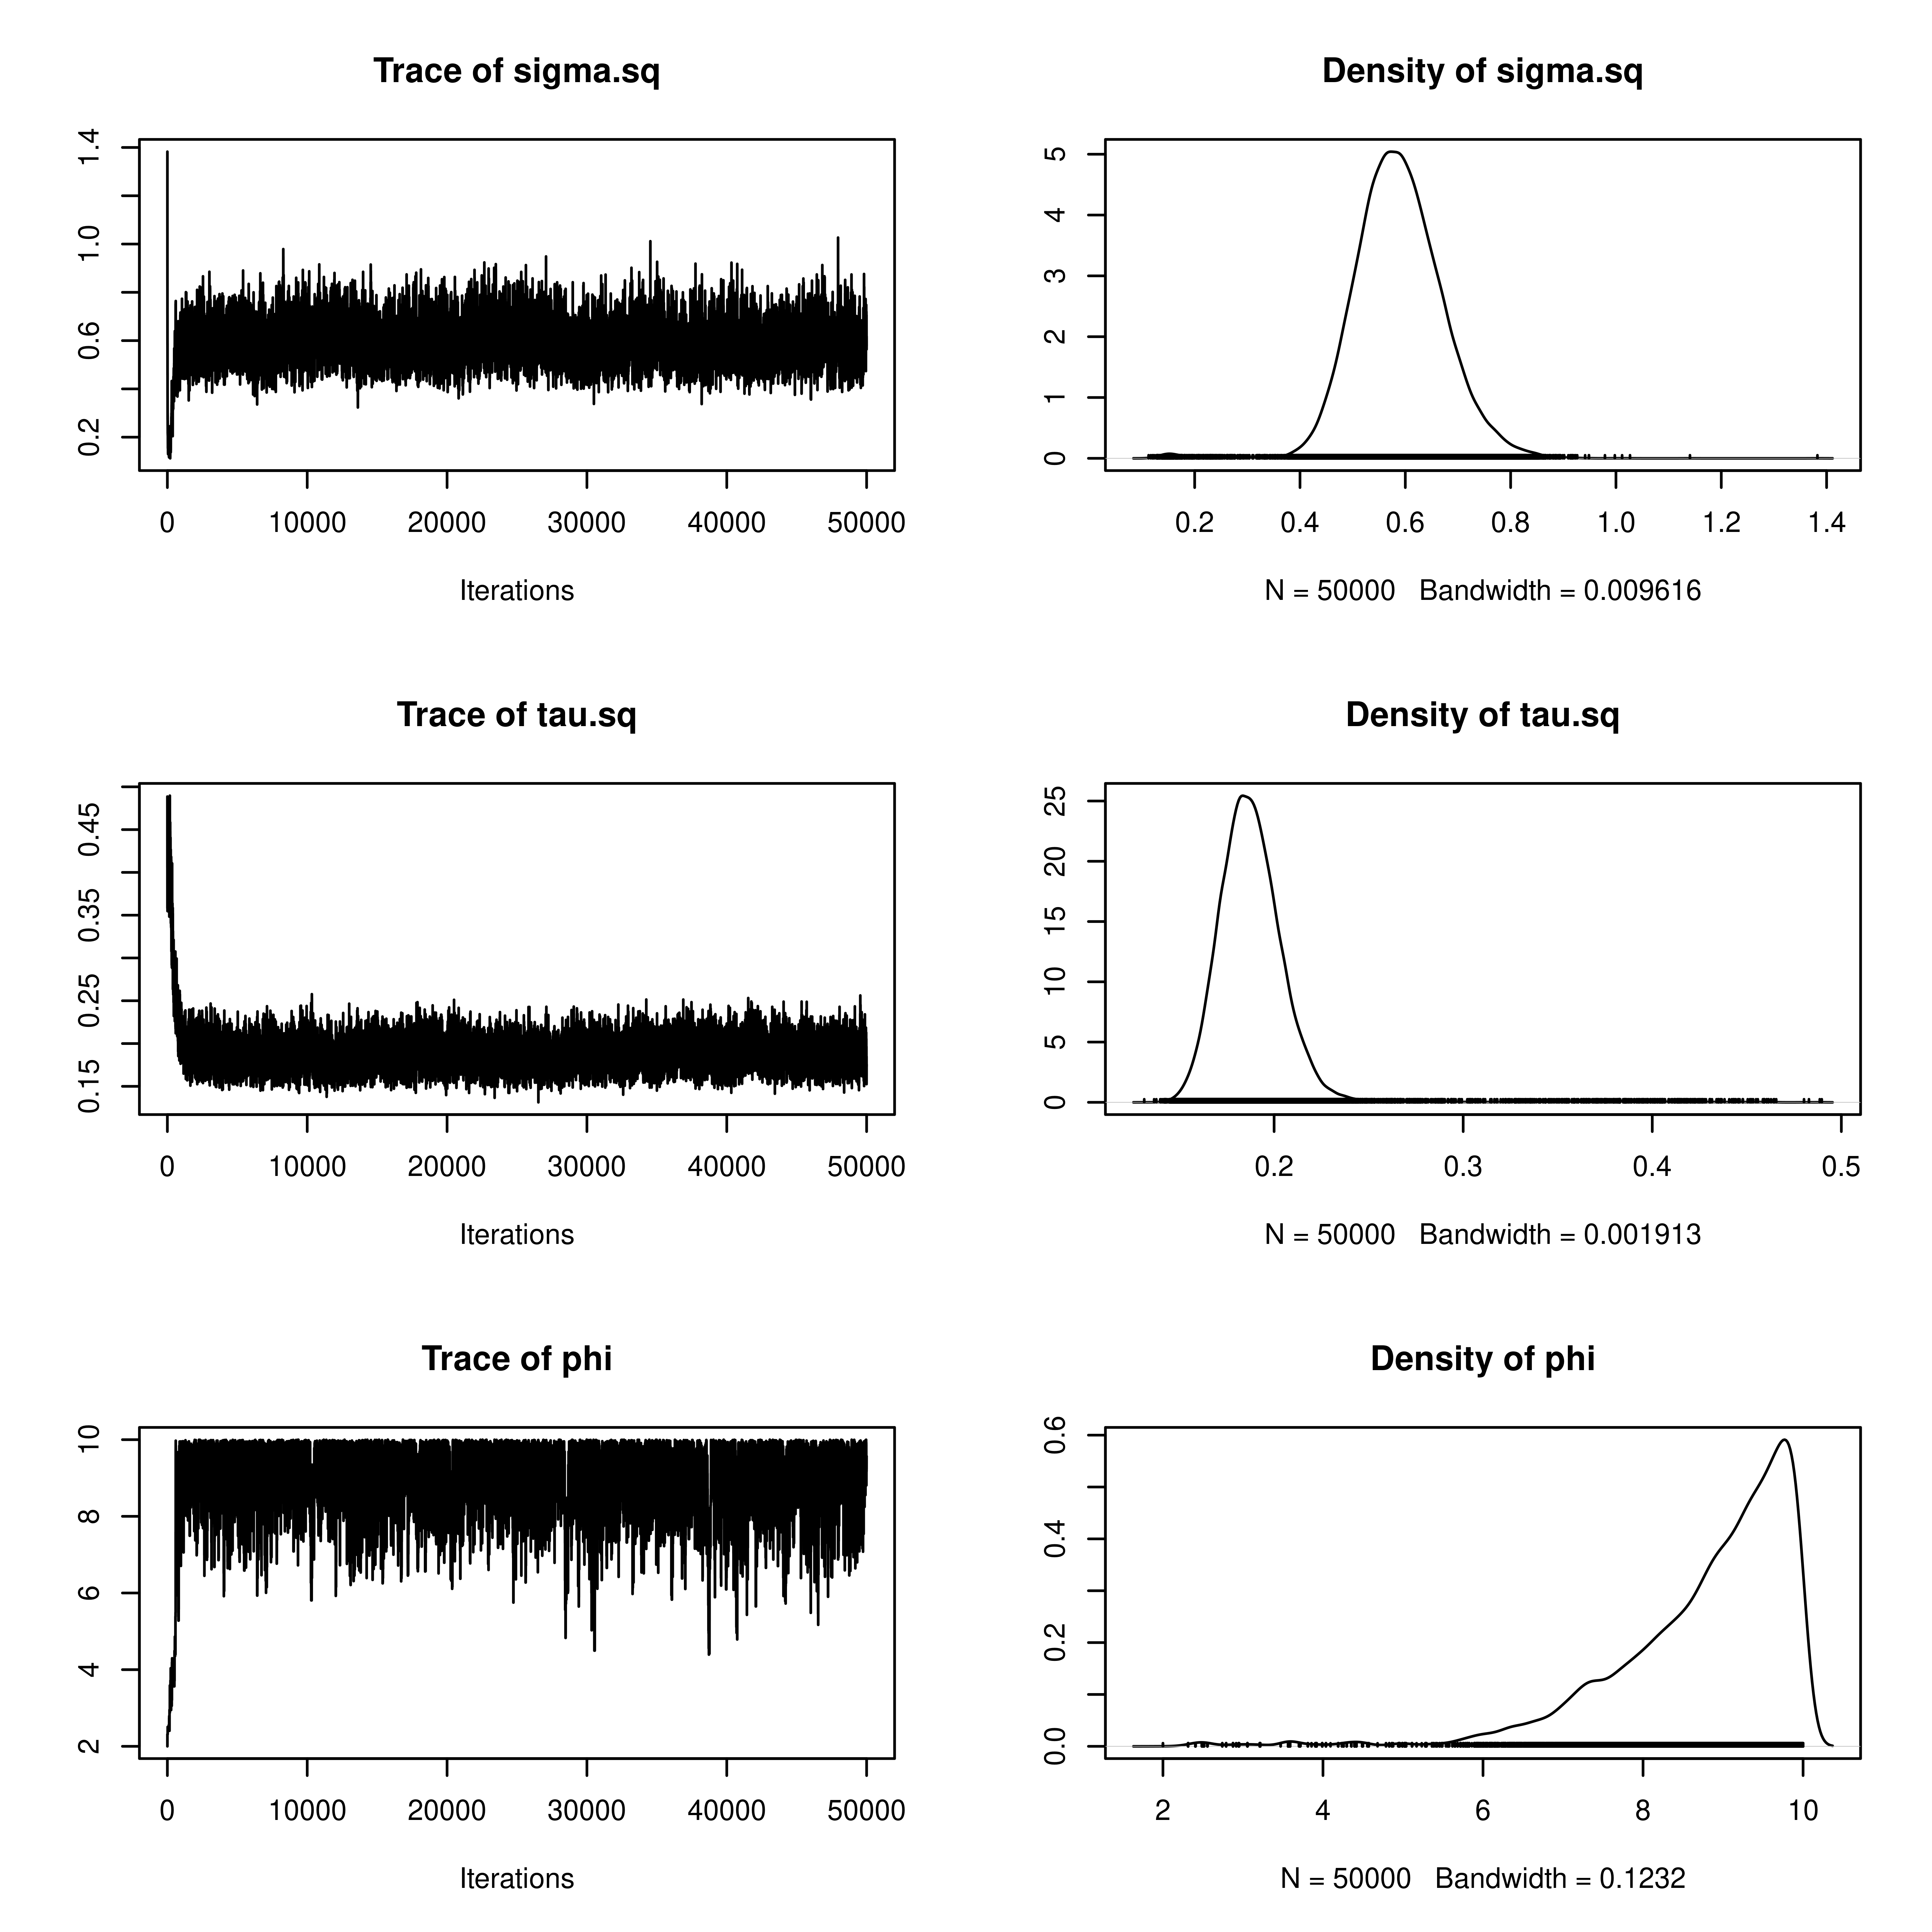 Trace of sigma.sq
1.4
1.0
0.6
0.2
0 10000 20000 30000 40000 50000
Iterations
Density of sigma.sq
5
4
3
2
1
0
0.2 0.4 0.6 0.8 1.0 1.2 1.4
N = 50000 Bandwidth = 0.009616
Trace of tau.sq
0.45
0.35
0.25
0.15
0 10000 20000 30000 40000 50000
Iterations
Density of tau.sq
25
20
15
10
5
0
0.2 0.3 0.4 0.5
N = 50000 Bandwidth = 0.001913
Trace of phi
10
8
6
4
2
0 10000 20000 30000 40000 50000
Iterations
Density of phi
0.6
0.4
0.2
0.0
2 4 6 8 10
N = 50000 Bandwidth = 0.1232